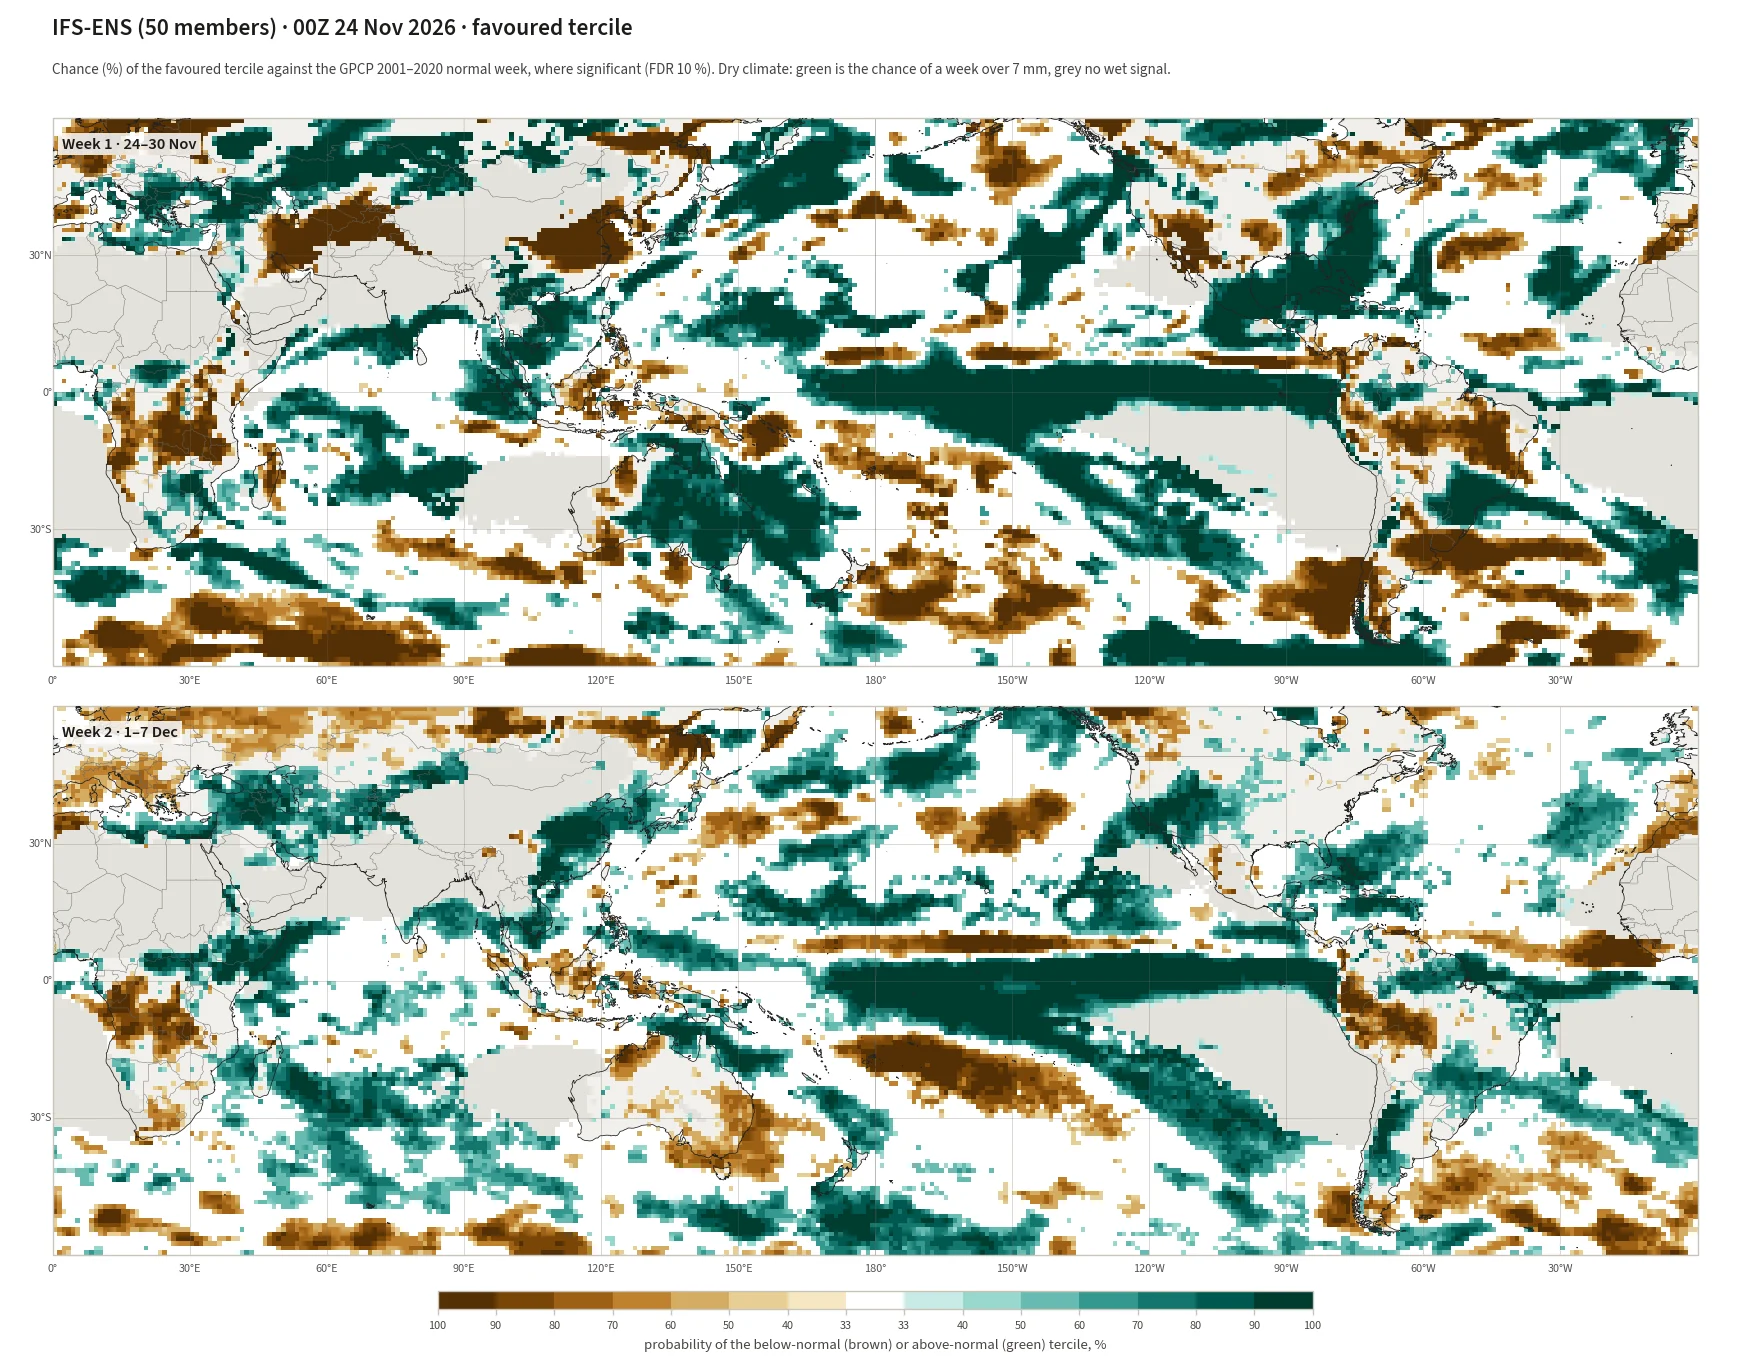 IFS-ENS (50 members) · 00Z 24 Nov 2026 · favoured tercile
Chance (%) of the favoured tercile against the GPCP 2001–2020 normal week, where significant (FDR 10 %). Dry climate: green is the chance of a week over 7 mm, grey no wet signal.
Week 1 · 24–30 Nov
30°N
0°
30°S
0° 30°E 60°E 90°E 120°E 150°E 180° 150°W 120°W 90°W 60°W 30°W
Week 2 · 1–7 Dec
30°N
0°
30°S
0° 30°E 60°E 90°E 120°E 150°E 180° 150°W 120°W 90°W 60°W 30°W
100 90 80 70 60 50 40 33 33 40 50 60 70 80 90 100
probability of the below-normal (brown) or above-normal (green) tercile, %